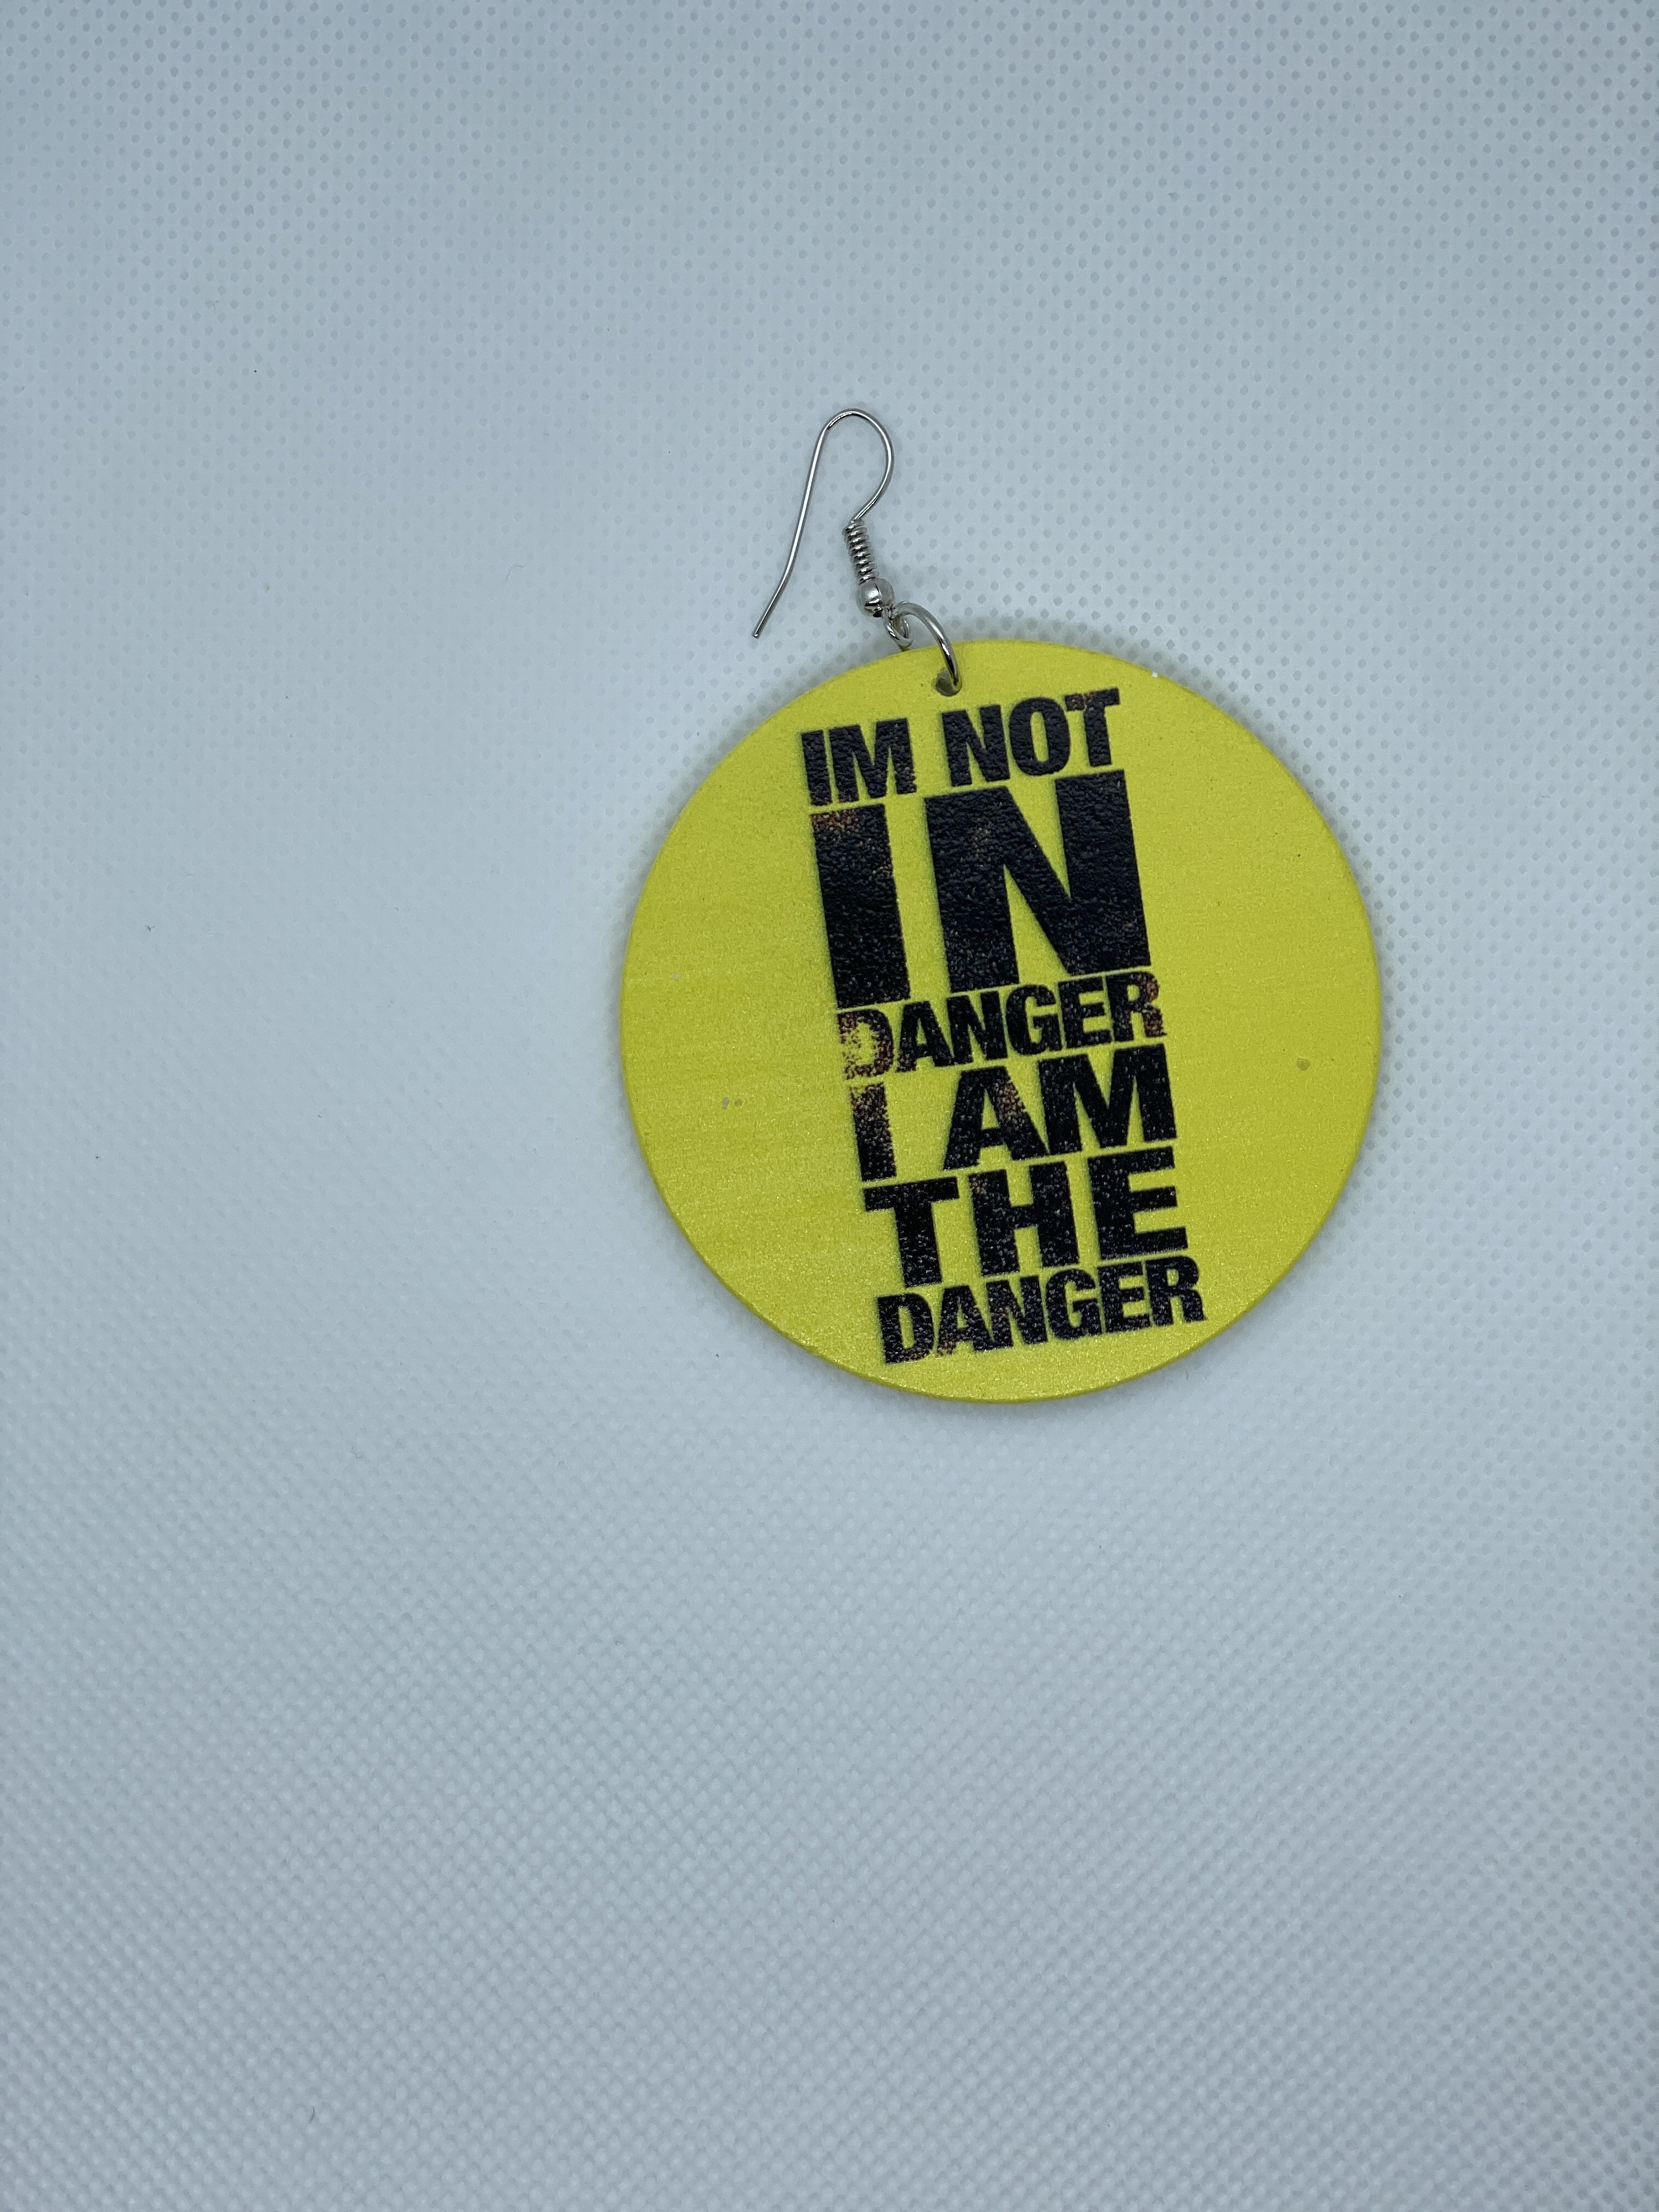 IM NOT
IN
DANGER
I AM
THE
DANGER